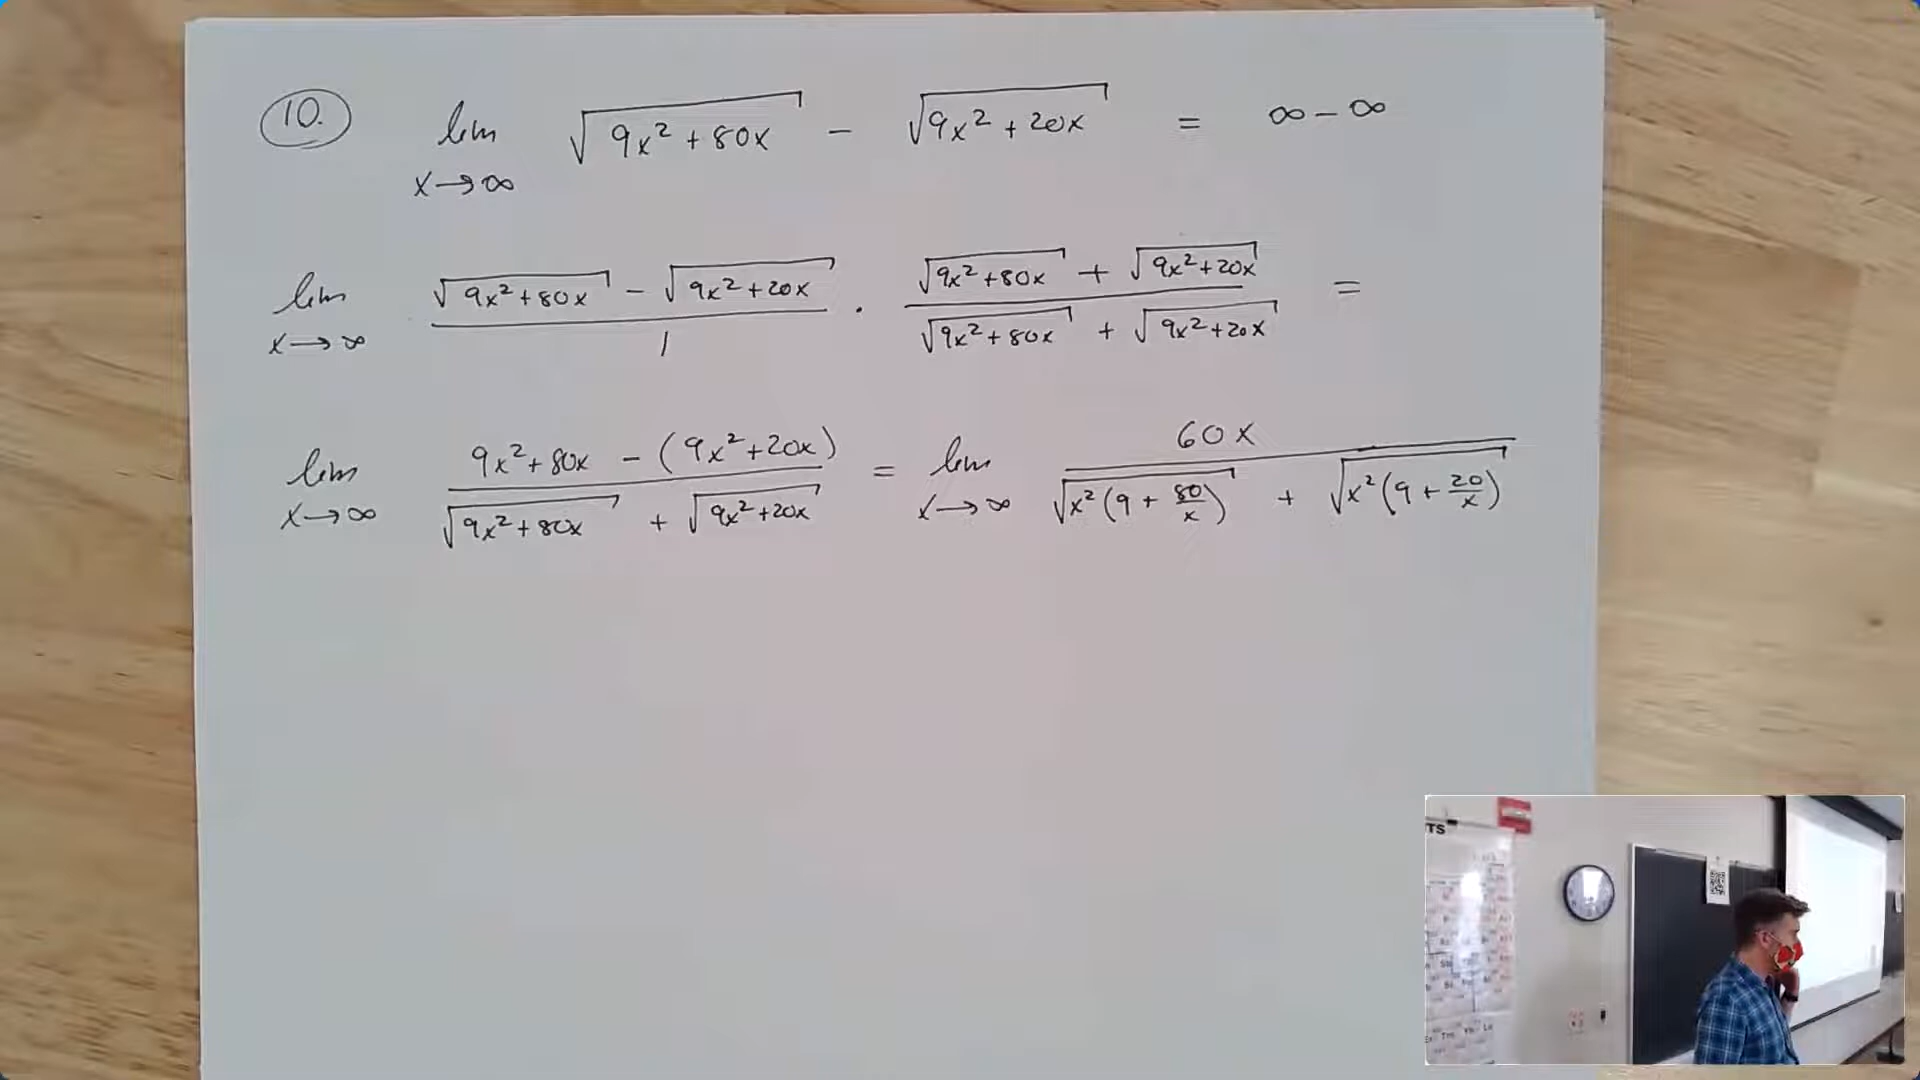 10. lim x→∞ √(9x² + 80x) − √(9x² + 20x) = ∞ − ∞
lim x→∞ (√(9x² + 80x) − √(9x² + 20x))/1 · (√(9x² + 80x) + √(9x² + 20x))/(√(9x² + 80x) + √(9x² + 20x)) =
lim x→∞ (9x² + 80x − (9x² + 20x))/(√(9x² + 80x) + √(9x² + 20x)) = lim x→∞ 60x/(√(x²(9 + 80/x)) + √(x²(9 + 20/x)))
TS